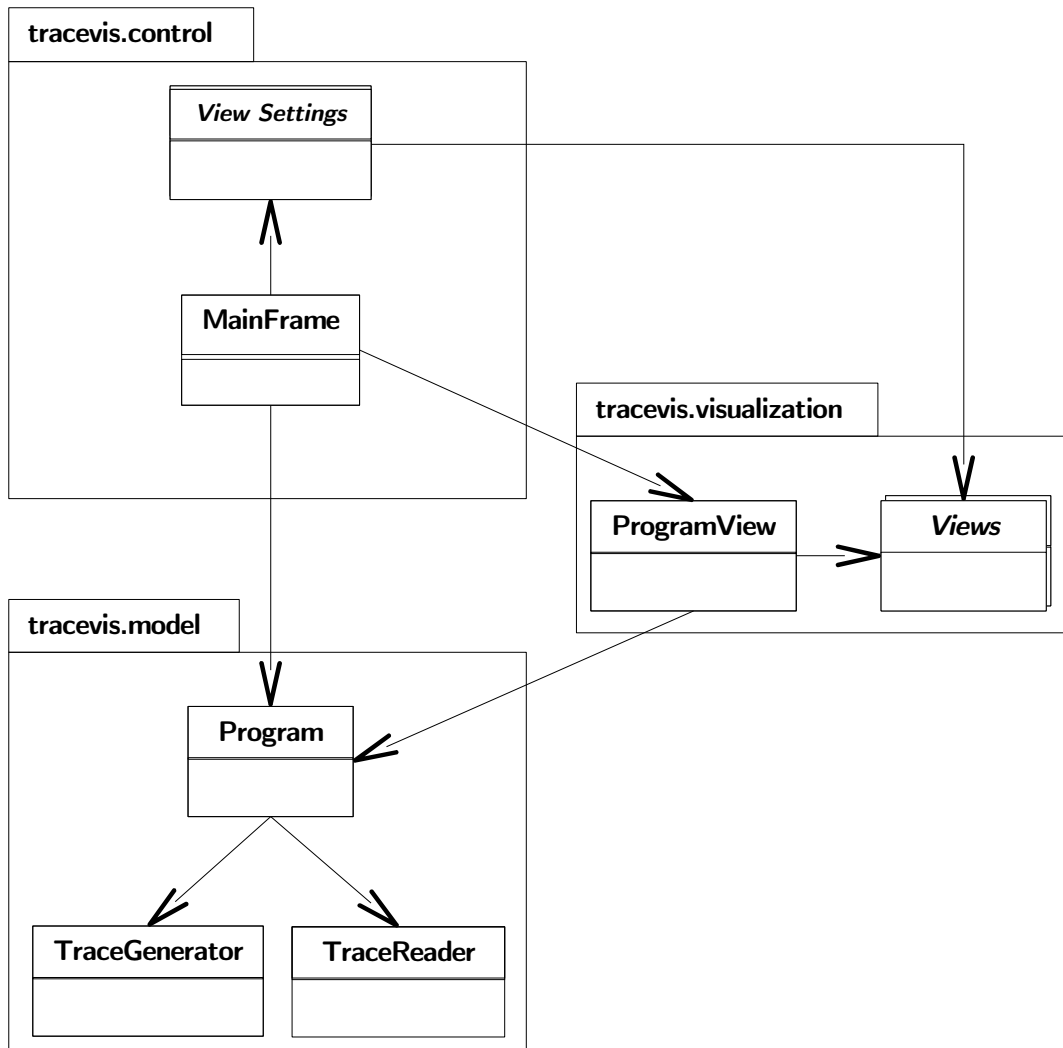 tracevis.control
View Settings
MainFrame
tracevis.visualization
ProgramView
Views
tracevis.model
Program
TraceGenerator
TraceReader